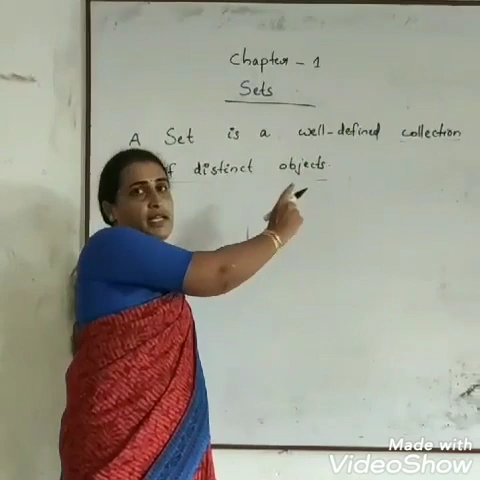 Chapter - 1
Sets
A Set is a well-defined collection
f distinct objects.
Made with
VideoShow